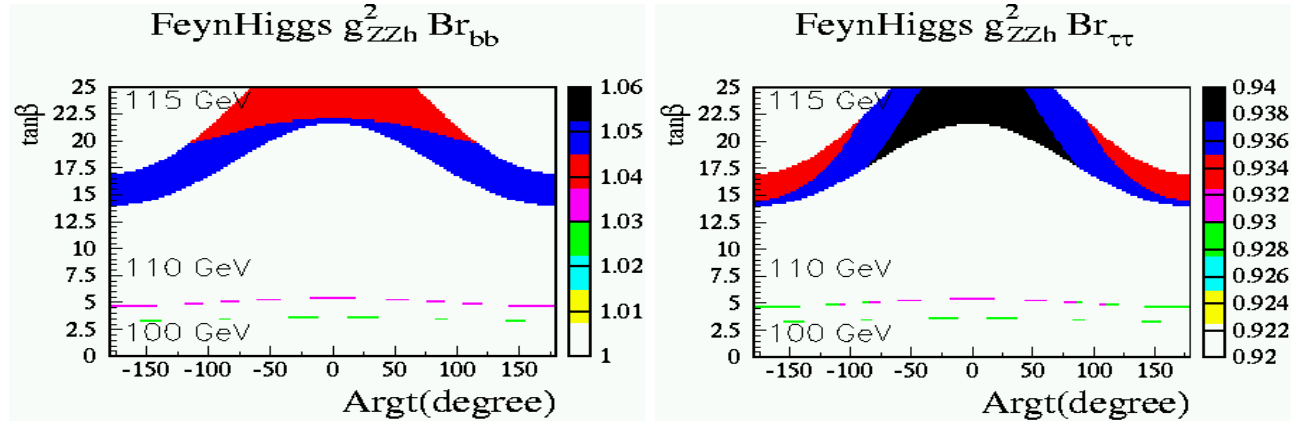 FeynHiggs g²ZZh Brbb
tanβ
25
22.5
20
17.5
15
12.5
10
7.5
5
2.5
0
115 GeV
110 GeV
100 GeV
-150 -100 -50 0 50 100 150
Argt(degree)
1.06
1.05
1.04
1.03
1.02
1.01
1
FeynHiggs g²ZZh Brττ
tanβ
25
22.5
20
17.5
15
12.5
10
7.5
5
2.5
0
115 GeV
110 GeV
100 GeV
-150 -100 -50 0 50 100 150
Argt(degree)
0.94
0.938
0.936
0.934
0.932
0.93
0.928
0.926
0.924
0.922
0.92